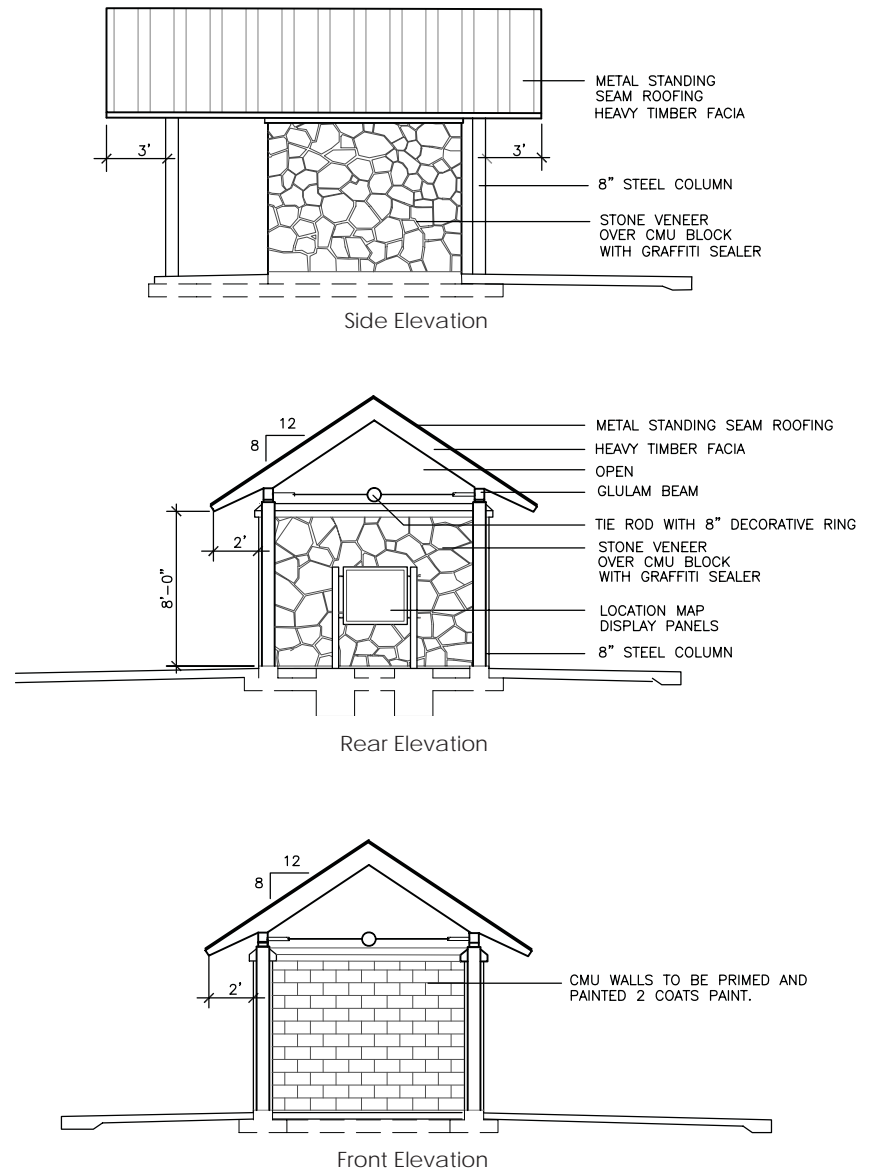 METAL STANDING
SEAM ROOFING
HEAVY TIMBER FACIA
3'
3'
8" STEEL COLUMN
STONE VENEER
OVER CMU BLOCK
WITH GRAFFITI SEALER
Side Elevation
12
8
METAL STANDING SEAM ROOFING
HEAVY TIMBER FACIA
OPEN
GLULAM BEAM
TIE ROD WITH 8" DECORATIVE RING
2'
STONE VENEER
OVER CMU BLOCK
WITH GRAFFITI SEALER
8'-0"
LOCATION MAP
DISPLAY PANELS
8" STEEL COLUMN
Rear Elevation
12
8
2'
CMU WALLS TO BE PRIMED AND
PAINTED 2 COATS PAINT.
Front Elevation